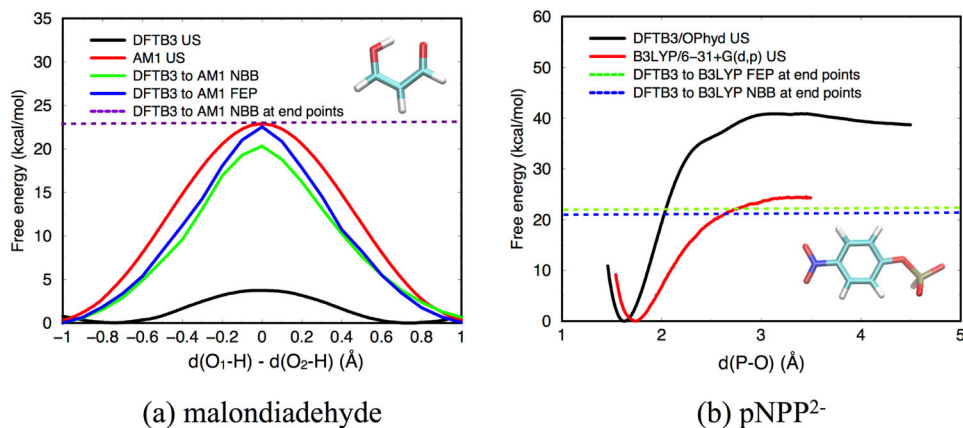 35
30
25
20
15
10
5
0
Free energy (kcal/mol)
DFTB3 US
AM1 US
DFTB3 to AM1 NBB
DFTB3 to AM1 FEP
DFTB3 to AM1 NBB at end points
−1 −0.8 −0.6 −0.4 −0.2 0 0.2 0.4 0.6 0.8 1
d(O₁-H) - d(O₂-H) (Å)
(a) malondiadehyde
60
50
40
30
20
10
0
Free energy (kcal/mol)
DFTB3/OPhyd US
B3LYP/6−31+G(d,p) US
DFTB3 to B3LYP FEP at end points
DFTB3 to B3LYP NBB at end points
1 2 3 4 5
d(P-O) (Å)
(b) pNPP²⁻